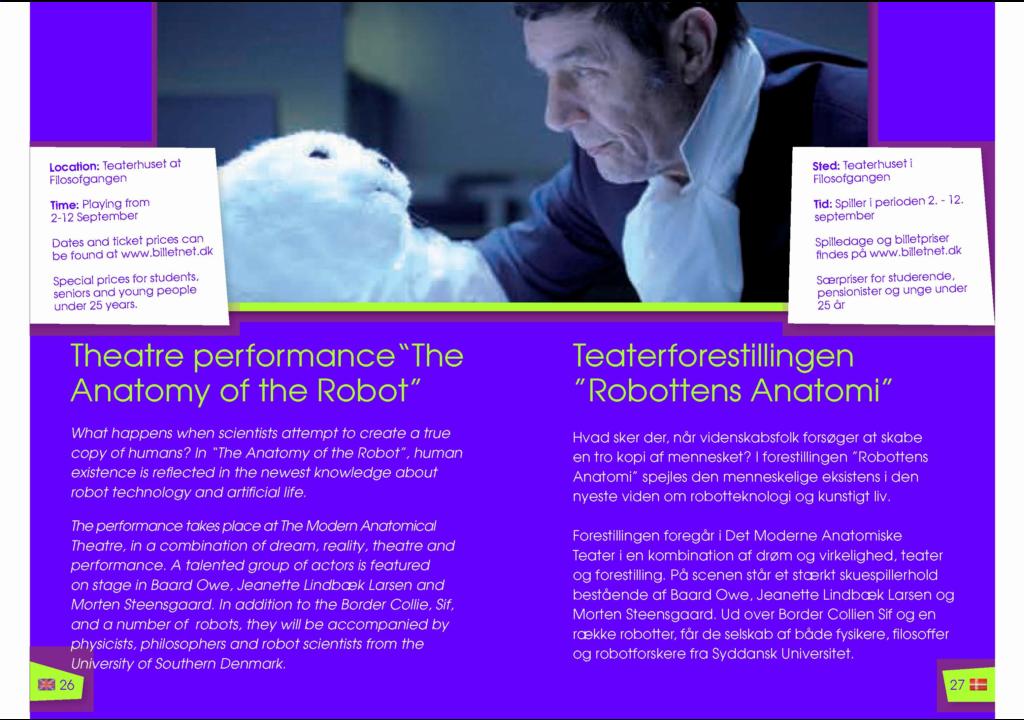 Location: Teaterhuset at
Filosofgangen
Time: Playing from
2-12 September
Dates and ticket prices can
be found at www.billetnet.dk
Special prices for students,
seniors and young people
under 25 years.
Theatre performance“The
Anatomy of the Robot”
What happens when scientists attempt to create a true
copy of humans? In “The Anatomy of the Robot”, human
existence is reflected in the newest knowledge about
robot technology and artificial life.
The performance takes place at The Modern Anatomical
Theatre, in a combination of dream, reality, theatre and
performance. A talented group of actors is featured
on stage in Baard Owe, Jeanette Lindbæk Larsen and
Morten Steensgaard. In addition to the Border Collie, Sif,
and a number of robots, they will be accompanied by
physicists, philosophers and robot scientists from the
University of Southern Denmark.
26
Sted: Teaterhuset i
Filosofgangen
Tid: Spiller i perioden 2. - 12.
september
Spilledage og billetpriser
findes på www.billetnet.dk
Særpriser for studerende,
pensionister og unge under
25 år
Teaterforestillingen
”Robottens Anatomi”
Hvad sker der, når videnskabsfolk forsøger at skabe
en tro kopi af mennesket? I forestillingen ”Robottens
Anatomi” spejles den menneskelige eksistens i den
nyeste viden om robotteknologi og kunstigt liv.
Forestillingen foregår i Det Moderne Anatomiske
Teater i en kombination af drøm og virkelighed, teater
og forestilling. På scenen står et stærkt skuespillerhold
bestående af Baard Owe, Jeanette Lindbæk Larsen og
Morten Steensgaard. Ud over Border Collien Sif og en
række robotter, får de selskab af både fysikere, filosoffer
og robotforskere fra Syddansk Universitet.
27